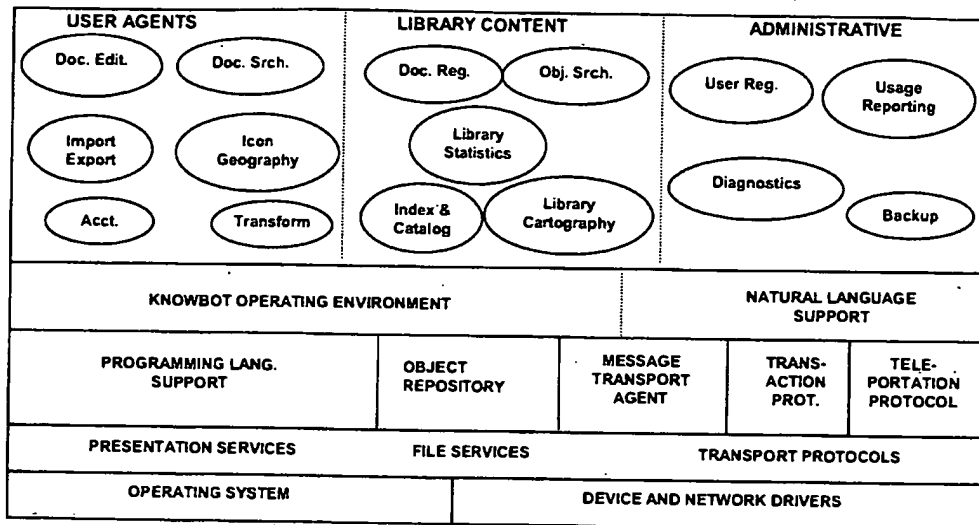 USER AGENTS
Doc. Edit.
Doc. Srch.
Import
Export
Icon
Geography
Acct.
Transform
LIBRARY CONTENT
Doc. Reg.
Obj. Srch.
Library
Statistics
Index &
Catalog
Library
Cartography
ADMINISTRATIVE
User Reg.
Usage
Reporting
Diagnostics
Backup
KNOWBOT OPERATING ENVIRONMENT
NATURAL LANGUAGE
SUPPORT
PROGRAMMING LANG.
SUPPORT
OBJECT
REPOSITORY
MESSAGE
TRANSPORT
AGENT
TRANS-
ACTION
PROT.
TELE-
PORTATION
PROTOCOL
PRESENTATION SERVICES
FILE SERVICES
TRANSPORT PROTOCOLS
OPERATING SYSTEM
DEVICE AND NETWORK DRIVERS